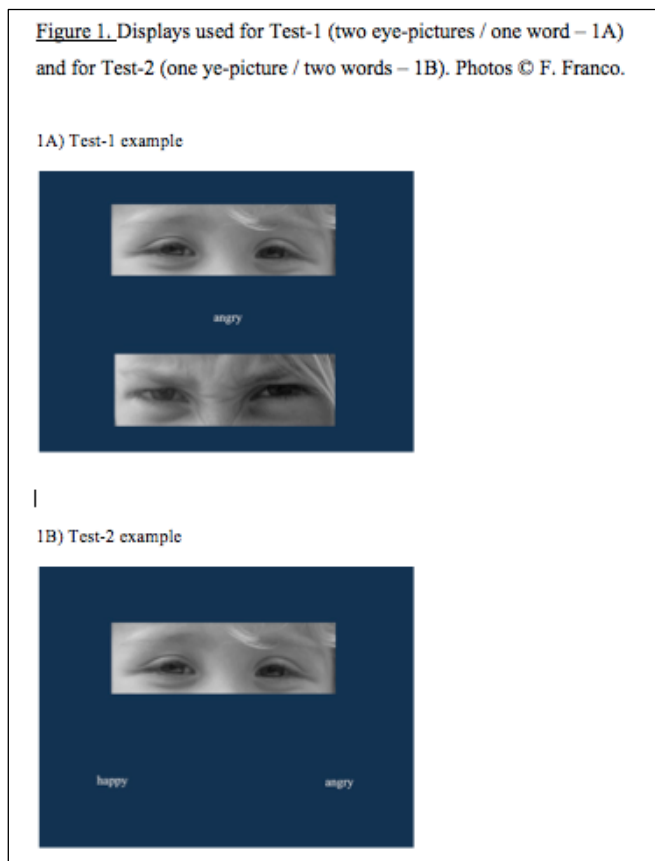 Figure 1. Displays used for Test-1 (two eye-pictures / one word – 1A)
and for Test-2 (one ye-picture / two words – 1B). Photos © F. Franco.
1A) Test-1 example
angry
1B) Test-2 example
happy angry